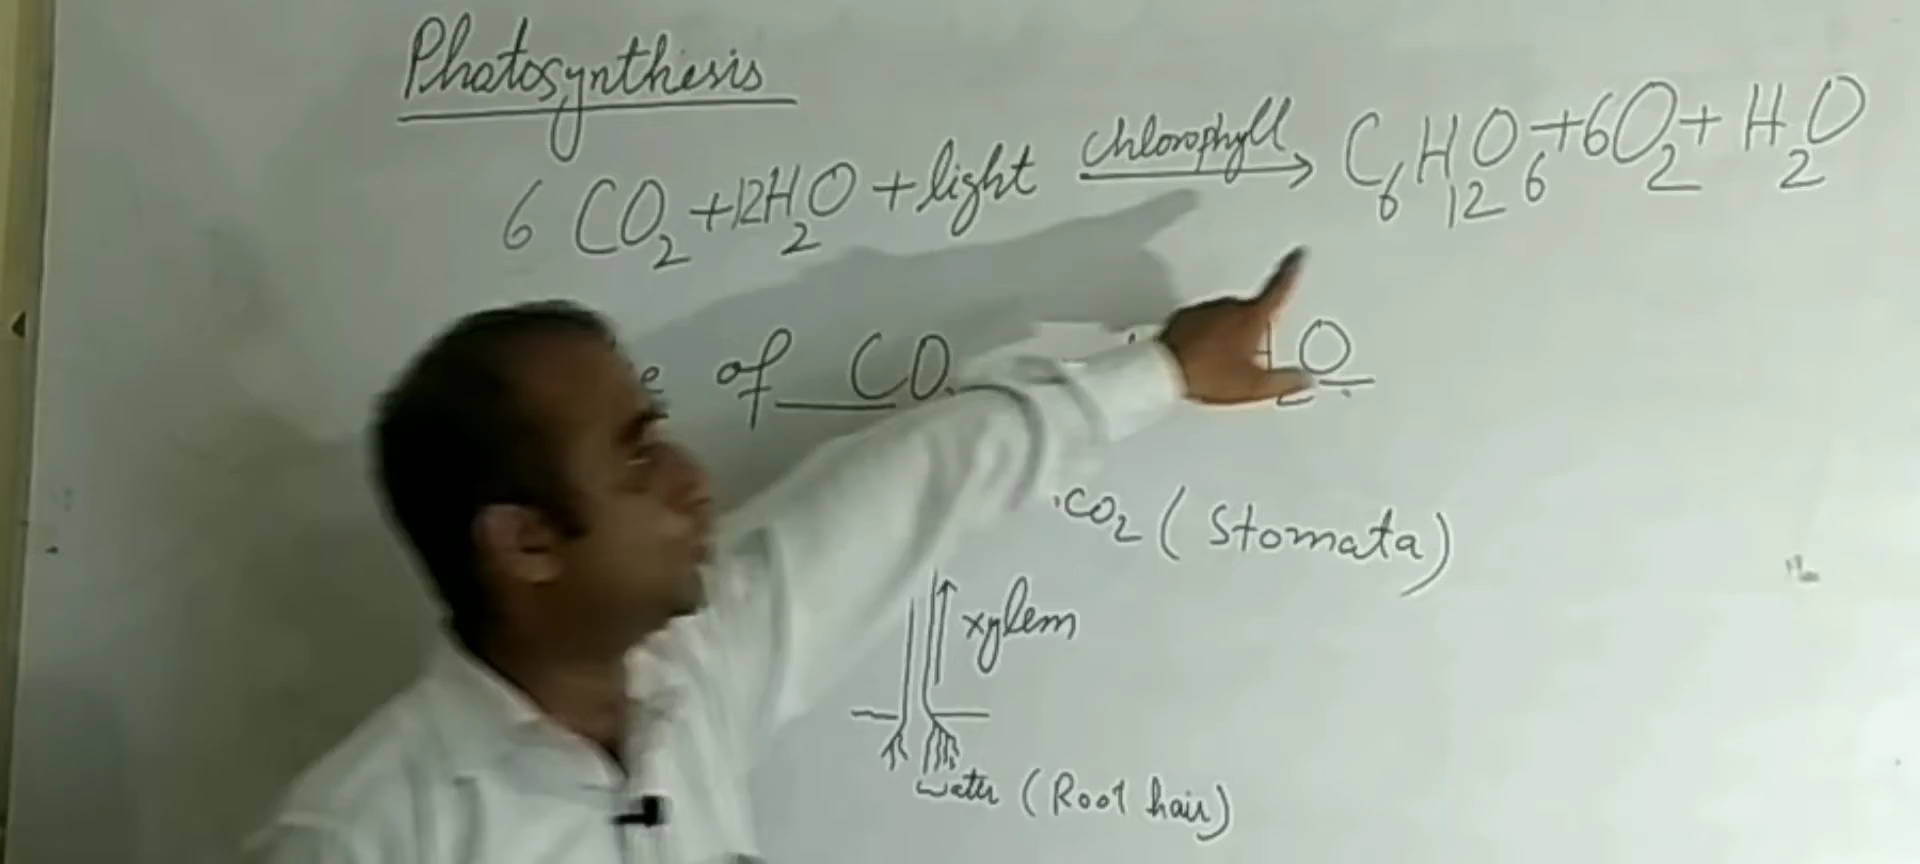 Photosynthesis
6 CO2 + 12H2O + light chlorophyll → C6H12O6 + 6O2 + H2O
of CO O
CO2 (Stomata)
xylem
water (Root hair)